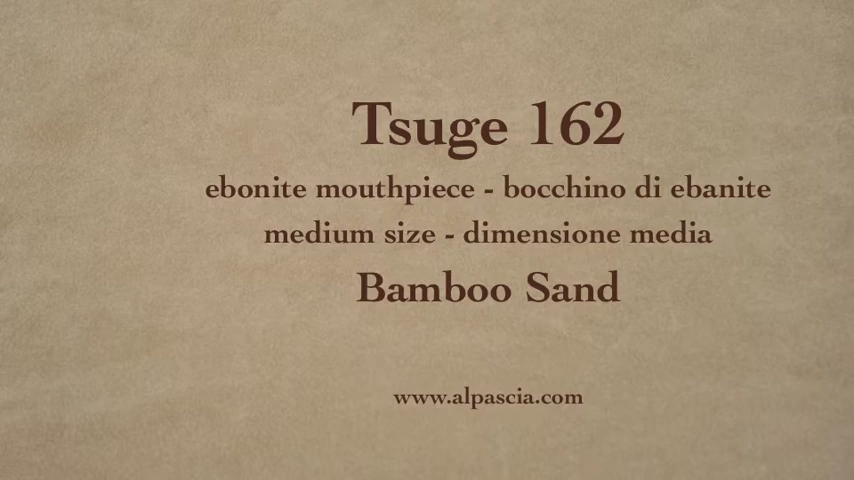 Tsuge 162
ebonite mouthpiece - bocchino di ebanite
medium size - dimensione media
Bamboo Sand
www.alpascia.com